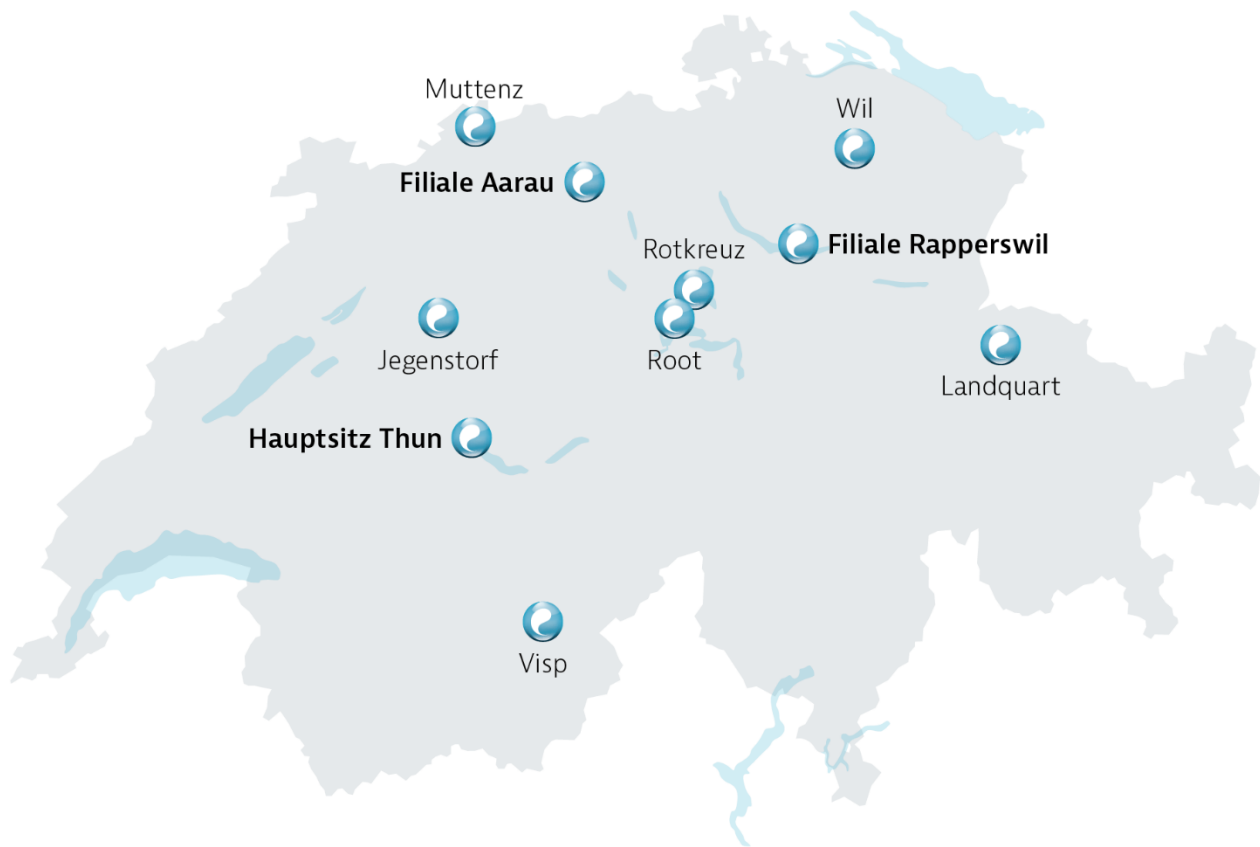 Muttenz
Wil
Filiale Aarau
Filiale Rapperswil
Rotkreuz
Jegenstorf
Root
Landquart
Hauptsitz Thun
Visp